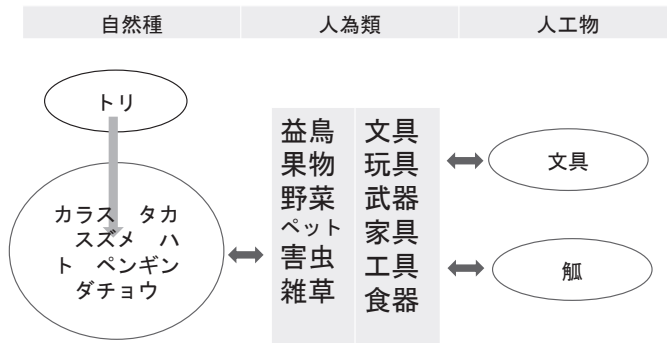 自然種
人為類
人工物
トリ
カラス　タカ
スズメ　ハ
ト　ペンギン
ダチョウ
益鳥
果物
野菜
ペット
害虫
雑草
文具
玩具
武器
家具
工具
食器
文具
觚